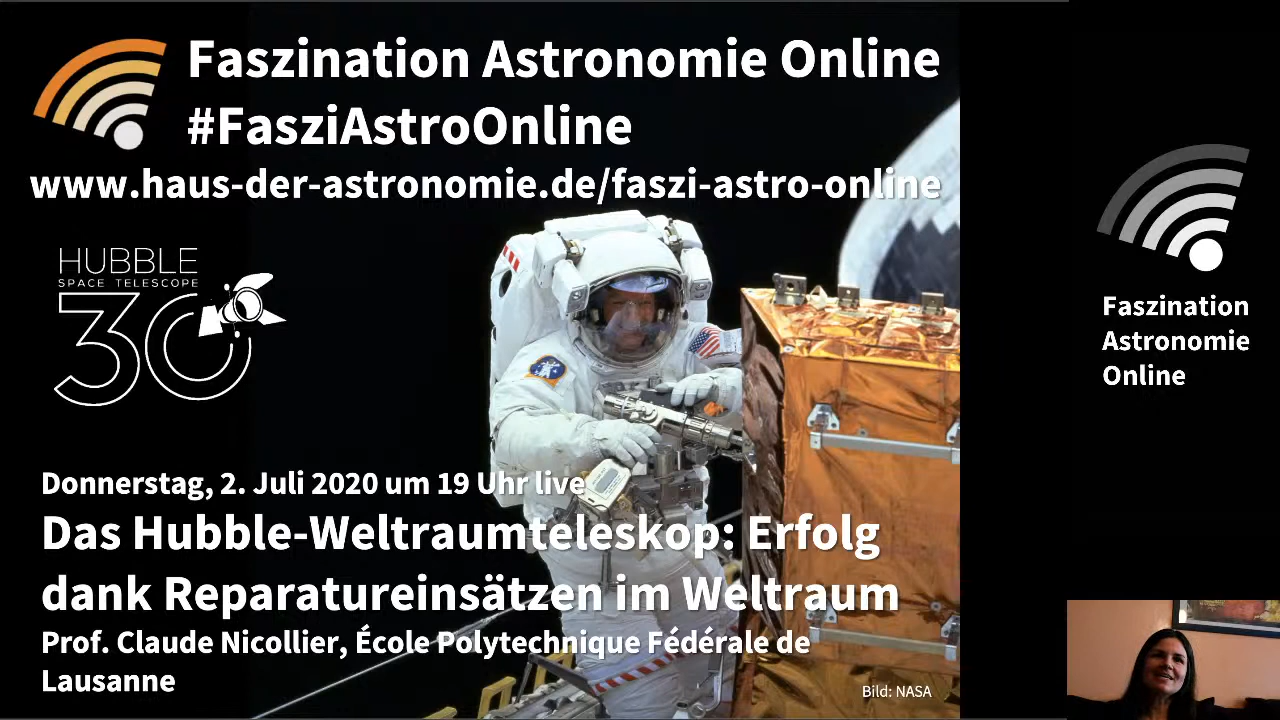 Faszination Astronomie Online
#FasziAstroOnline
www.haus-der-astronomie.de/faszi-astro-online
HUBBLE
SPACE TELESCOPE
30
Donnerstag, 2. Juli 2020 um 19 Uhr live
Das Hubble-Weltraumteleskop: Erfolg
dank Reparatureinsätzen im Weltraum
Prof. Claude Nicollier, École Polytechnique Fédérale de
Lausanne
Bild: NASA
Faszination
Astronomie
Online